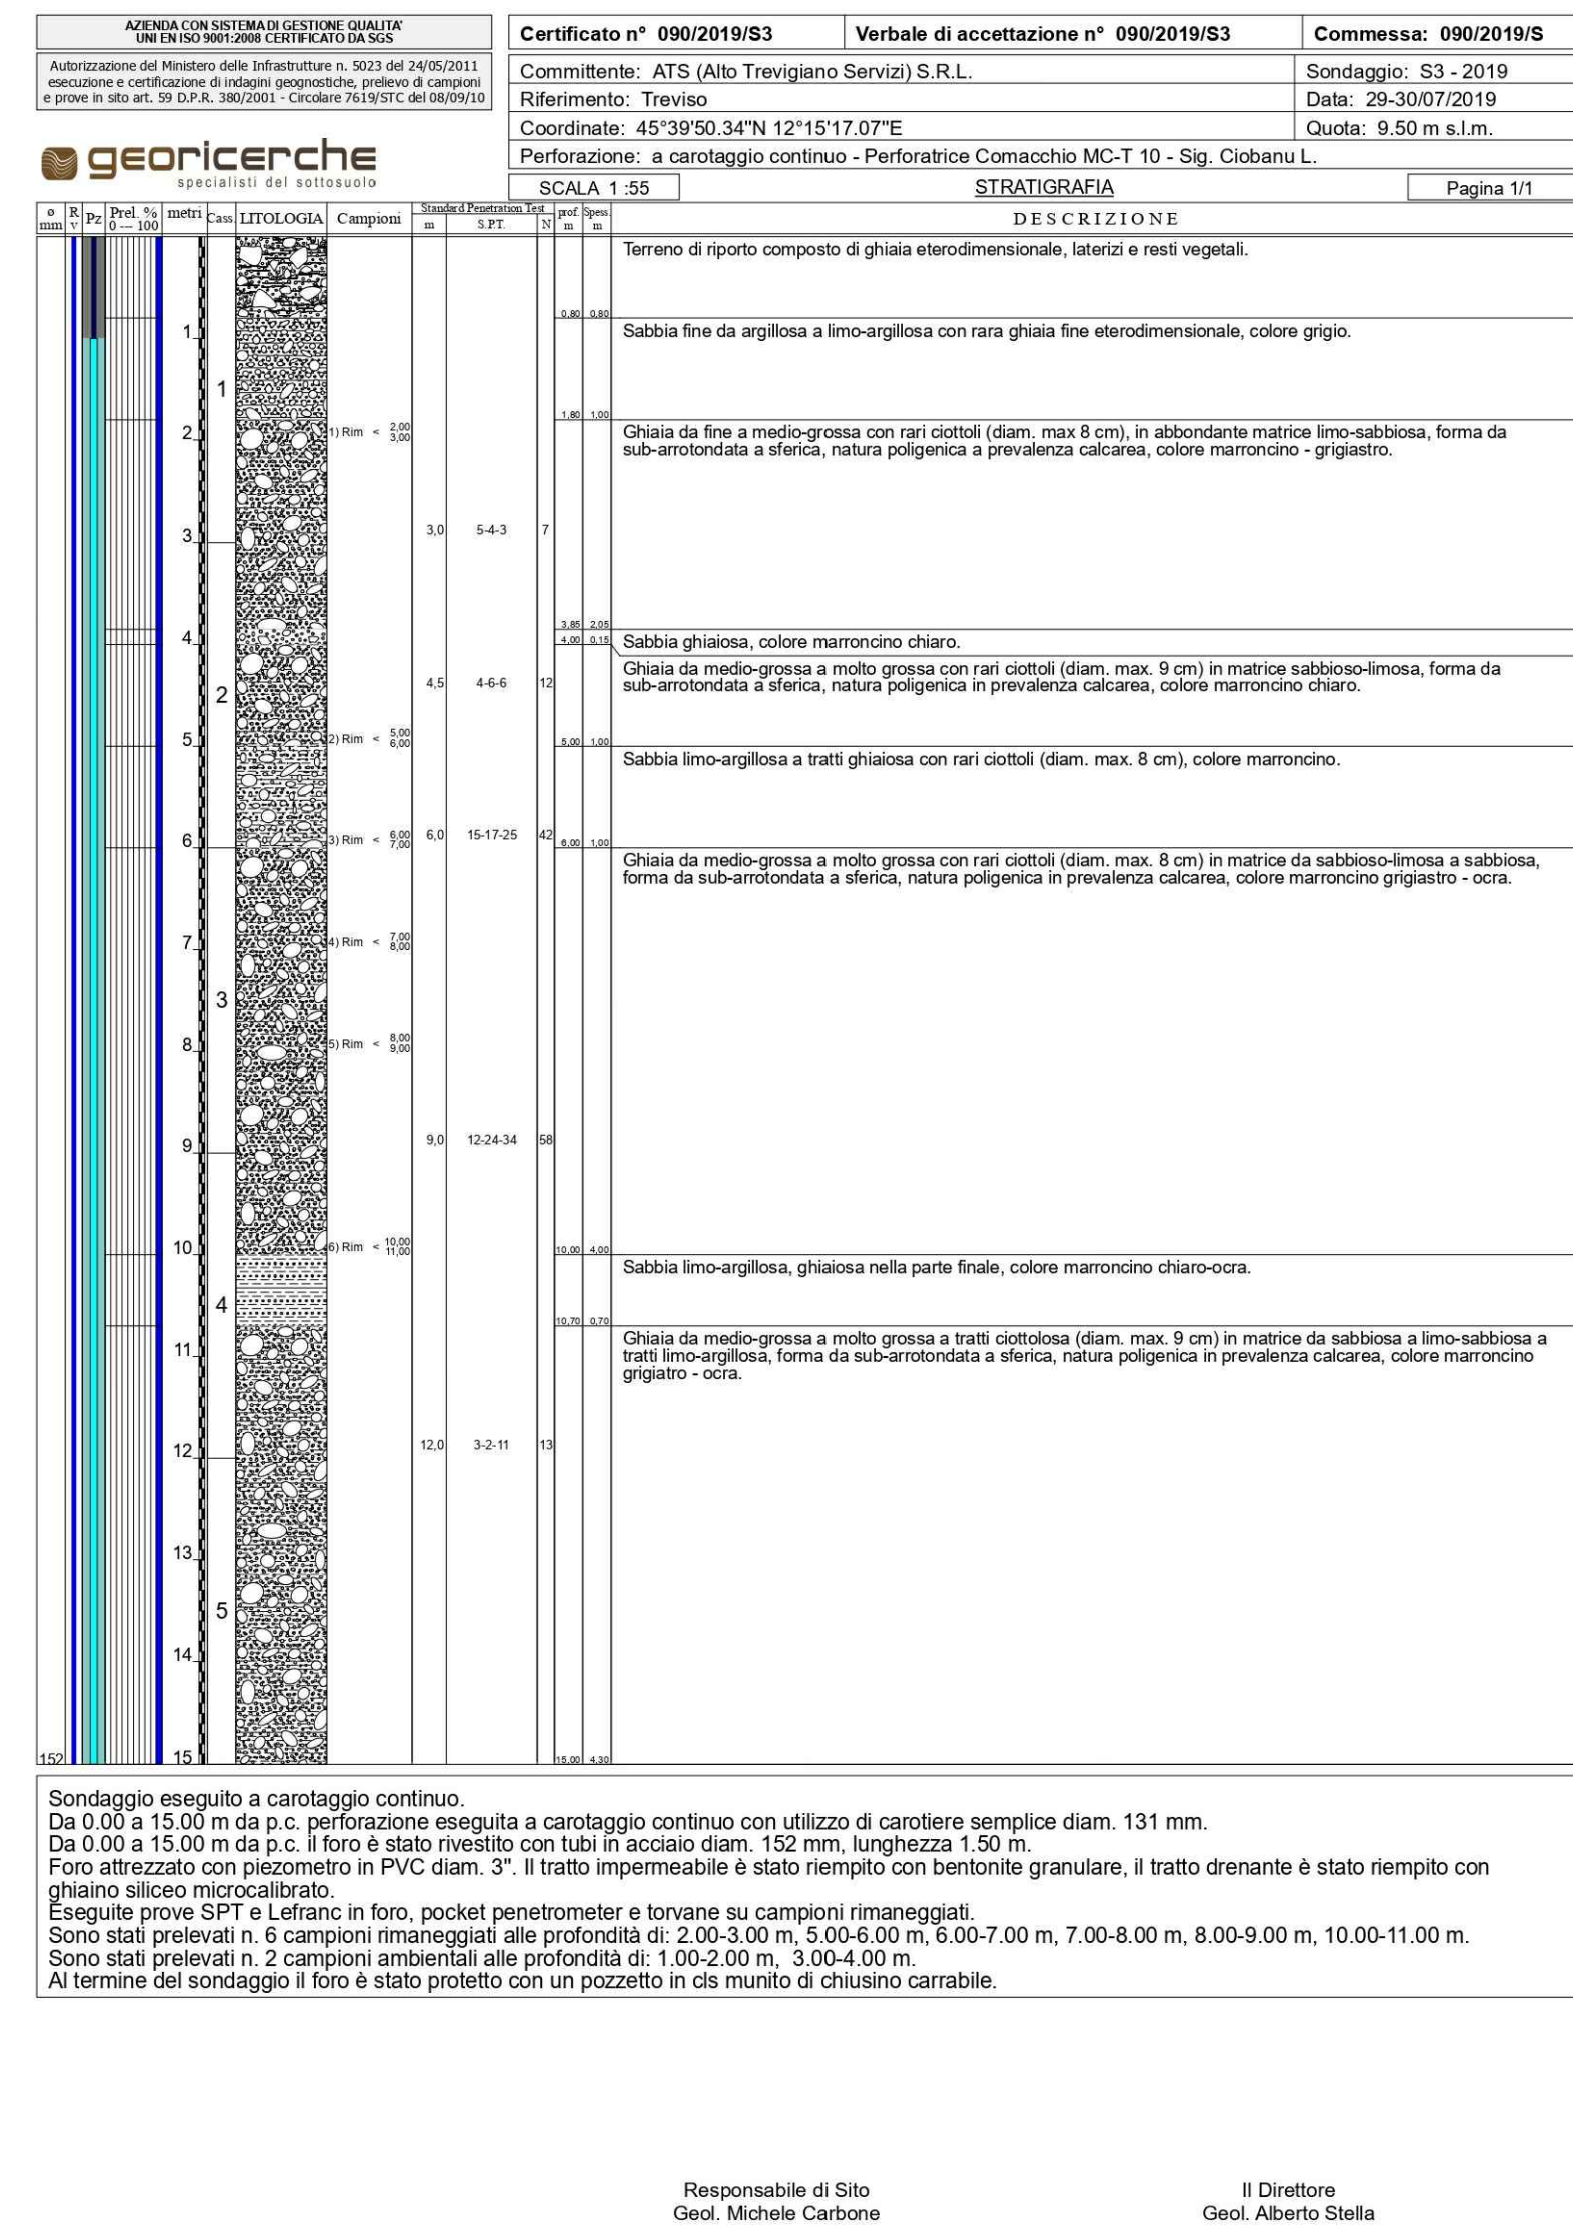 AZIENDA CON SISTEMA DI GESTIONE QUALITA'
UNI EN ISO 9001:2008 CERTIFICATO DA SGS
Autorizzazione del Ministero delle Infrastrutture n. 5023 del 24/05/2011
esecuzione e certificazione di indagini geognostiche, prelievo di campioni
e prove in sito art. 59 D.P.R. 380/2001 - Circolare 7619/STC del 08/09/10
georicerche
specialisti del sottosuolo
Certificato n° 090/2019/S3
Verbale di accettazione n° 090/2019/S3
Commessa: 090/2019/S
Committente: ATS (Alto Trevigiano Servizi) S.R.L.
Sondaggio: S3 - 2019
Riferimento: Treviso
Data: 29-30/07/2019
Coordinate: 45°39'50.34"N 12°15'17.07"E
Quota: 9.50 m s.l.m.
Perforazione: a carotaggio continuo - Perforatrice Comacchio MC-T 10 - Sig. Ciobanu L.
SCALA 1 :55
STRATIGRAFIA
Pagina 1/1
ø mm
R v
Pz
Prel. % 0 --- 100
metri
Cass.
LITOLOGIA
Campioni
Standard Penetration Test
m
S.P.T.
N
prof. m
Spess. m
DESCRIZIONE
Terreno di riporto composto di ghiaia eterodimensionale, laterizi e resti vegetali.
0,80 0,80
1
Sabbia fine da argillosa a limo-argillosa con rara ghiaia fine eterodimensionale, colore grigio.
1
1,80 1,00
2
1) Rim < 2,00 3,00
Ghiaia da fine a medio-grossa con rari ciottoli (diam. max 8 cm), in abbondante matrice limo-sabbiosa, forma da
sub-arrotondata a sferica, natura poligenica a prevalenza calcarea, colore marroncino - grigiastro.
3
3,0 5-4-3 7
3,85 2,05
4
4,00 0,15
Sabbia ghiaiosa, colore marroncino chiaro.
Ghiaia da medio-grossa a molto grossa con rari ciottoli (diam. max. 9 cm) in matrice sabbioso-limosa, forma da
sub-arrotondata a sferica, natura poligenica in prevalenza calcarea, colore marroncino chiaro.
2
4,5 4-6-6 12
5
2) Rim < 5,00 6,00
5,00 1,00
Sabbia limo-argillosa a tratti ghiaiosa con rari ciottoli (diam. max. 8 cm), colore marroncino.
6
3) Rim < 6,00 7,00
6,0 15-17-25 42
6,00 1,00
Ghiaia da medio-grossa a molto grossa con rari ciottoli (diam. max. 8 cm) in matrice da sabbioso-limosa a sabbiosa,
forma da sub-arrotondata a sferica, natura poligenica in prevalenza calcarea, colore marroncino grigiastro - ocra.
7
4) Rim < 7,00 8,00
3
8
5) Rim < 8,00 9,00
9
9,0 12-24-34 58
10
6) Rim < 10,00 11,00
10,00 4,00
Sabbia limo-argillosa, ghiaiosa nella parte finale, colore marroncino chiaro-ocra.
4
10,70 0,70
11
Ghiaia da medio-grossa a molto grossa a tratti ciottolosa (diam. max. 9 cm) in matrice da sabbiosa a limo-sabbiosa a
tratti limo-argillosa, forma da sub-arrotondata a sferica, natura poligenica in prevalenza calcarea, colore marroncino
grigiatro - ocra.
12
12,0 3-2-11 13
13
5
14
152
15
15,00 4,30
Sondaggio eseguito a carotaggio continuo.
Da 0.00 a 15.00 m da p.c. perforazione eseguita a carotaggio continuo con utilizzo di carotiere semplice diam. 131 mm.
Da 0.00 a 15.00 m da p.c. il foro è stato rivestito con tubi in acciaio diam. 152 mm, lunghezza 1.50 m.
Foro attrezzato con piezometro in PVC diam. 3". Il tratto impermeabile è stato riempito con bentonite granulare, il tratto drenante è stato riempito con
ghiaino siliceo microcalibrato.
Eseguite prove SPT e Lefranc in foro, pocket penetrometer e torvane su campioni rimaneggiati.
Sono stati prelevati n. 6 campioni rimaneggiati alle profondità di: 2.00-3.00 m, 5.00-6.00 m, 6.00-7.00 m, 7.00-8.00 m, 8.00-9.00 m, 10.00-11.00 m.
Sono stati prelevati n. 2 campioni ambientali alle profondità di: 1.00-2.00 m, 3.00-4.00 m.
Al termine del sondaggio il foro è stato protetto con un pozzetto in cls munito di chiusino carrabile.
Responsabile di Sito
Geol. Michele Carbone
Il Direttore
Geol. Alberto Stella